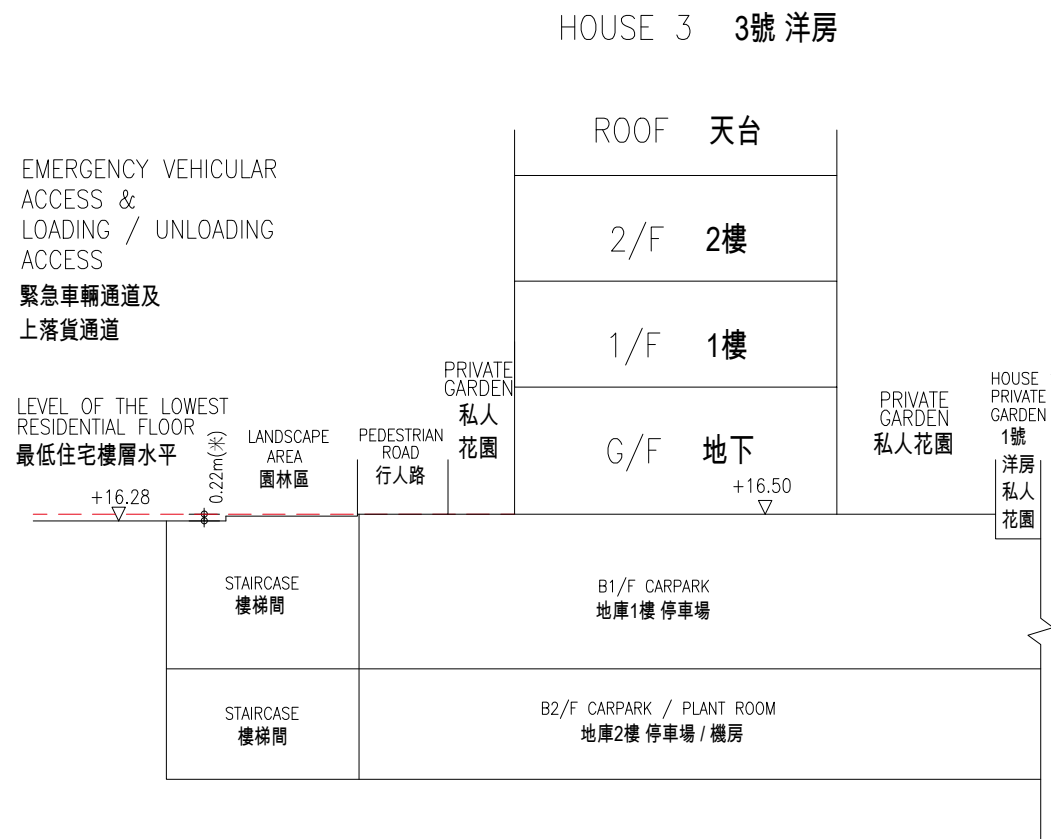 HOUSE 3 3號 洋房
ROOF 天台
EMERGENCY VEHICULAR
ACCESS &
LOADING / UNLOADING
ACCESS
緊急車輛通道及
上落貨通道
2/F 2樓
1/F 1樓
PRIVATE
GARDEN
私人
花園
LEVEL OF THE LOWEST
RESIDENTIAL FLOOR
最低住宅樓層水平
+16.28
0.22m(米)
LANDSCAPE
AREA
園林區
PEDESTRIAN
ROAD
行人路
G/F 地下
+16.50
PRIVATE
GARDEN
私人花園
HOUSE
PRIVATE
GARDEN
1號
洋房
私人
花園
STAIRCASE
樓梯間
B1/F CARPARK
地庫1樓 停車場
STAIRCASE
樓梯間
B2/F CARPARK / PLANT ROOM
地庫2樓 停車場 / 機房